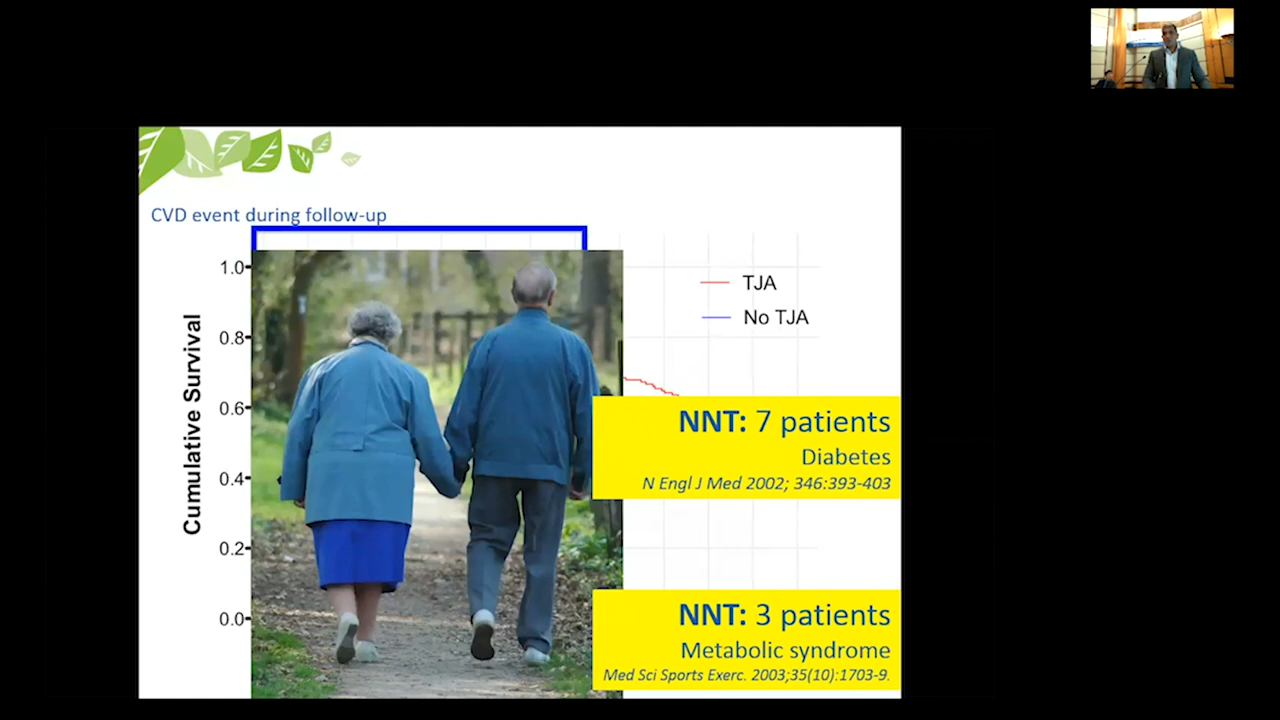 CVD event during follow-up
1.0
0.8
0.6
0.4
0.2
0.0
Cumulative Survival
TJA
No TJA
NNT: 7 patients
Diabetes
N Engl J Med 2002; 346:393-403
NNT: 3 patients
Metabolic syndrome
Med Sci Sports Exerc. 2003;35(10):1703-9.